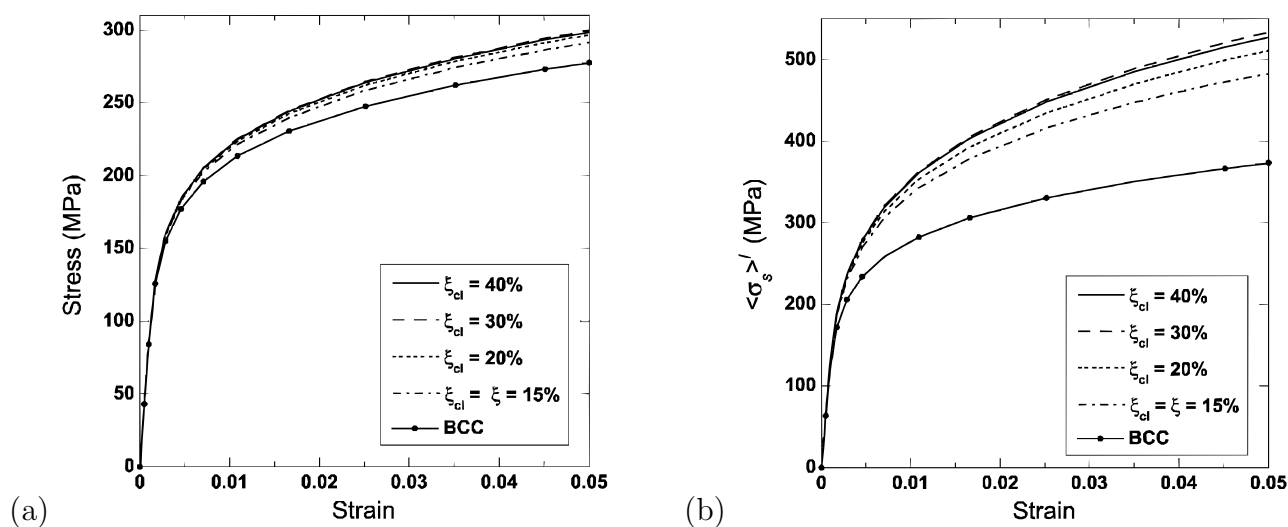 300
250
200
150
100
50
0
Stress (MPa)
ξcl = 40%
ξcl = 30%
ξcl = 20%
ξcl = ξ = 15%
BCC
0 0.01 0.02 0.03 0.04 0.05
Strain
(a)
500
400
300
200
100
0
<σs>I (MPa)
ξcl = 40%
ξcl = 30%
ξcl = 20%
ξcl = ξ = 15%
BCC
0 0.01 0.02 0.03 0.04 0.05
Strain
(b)